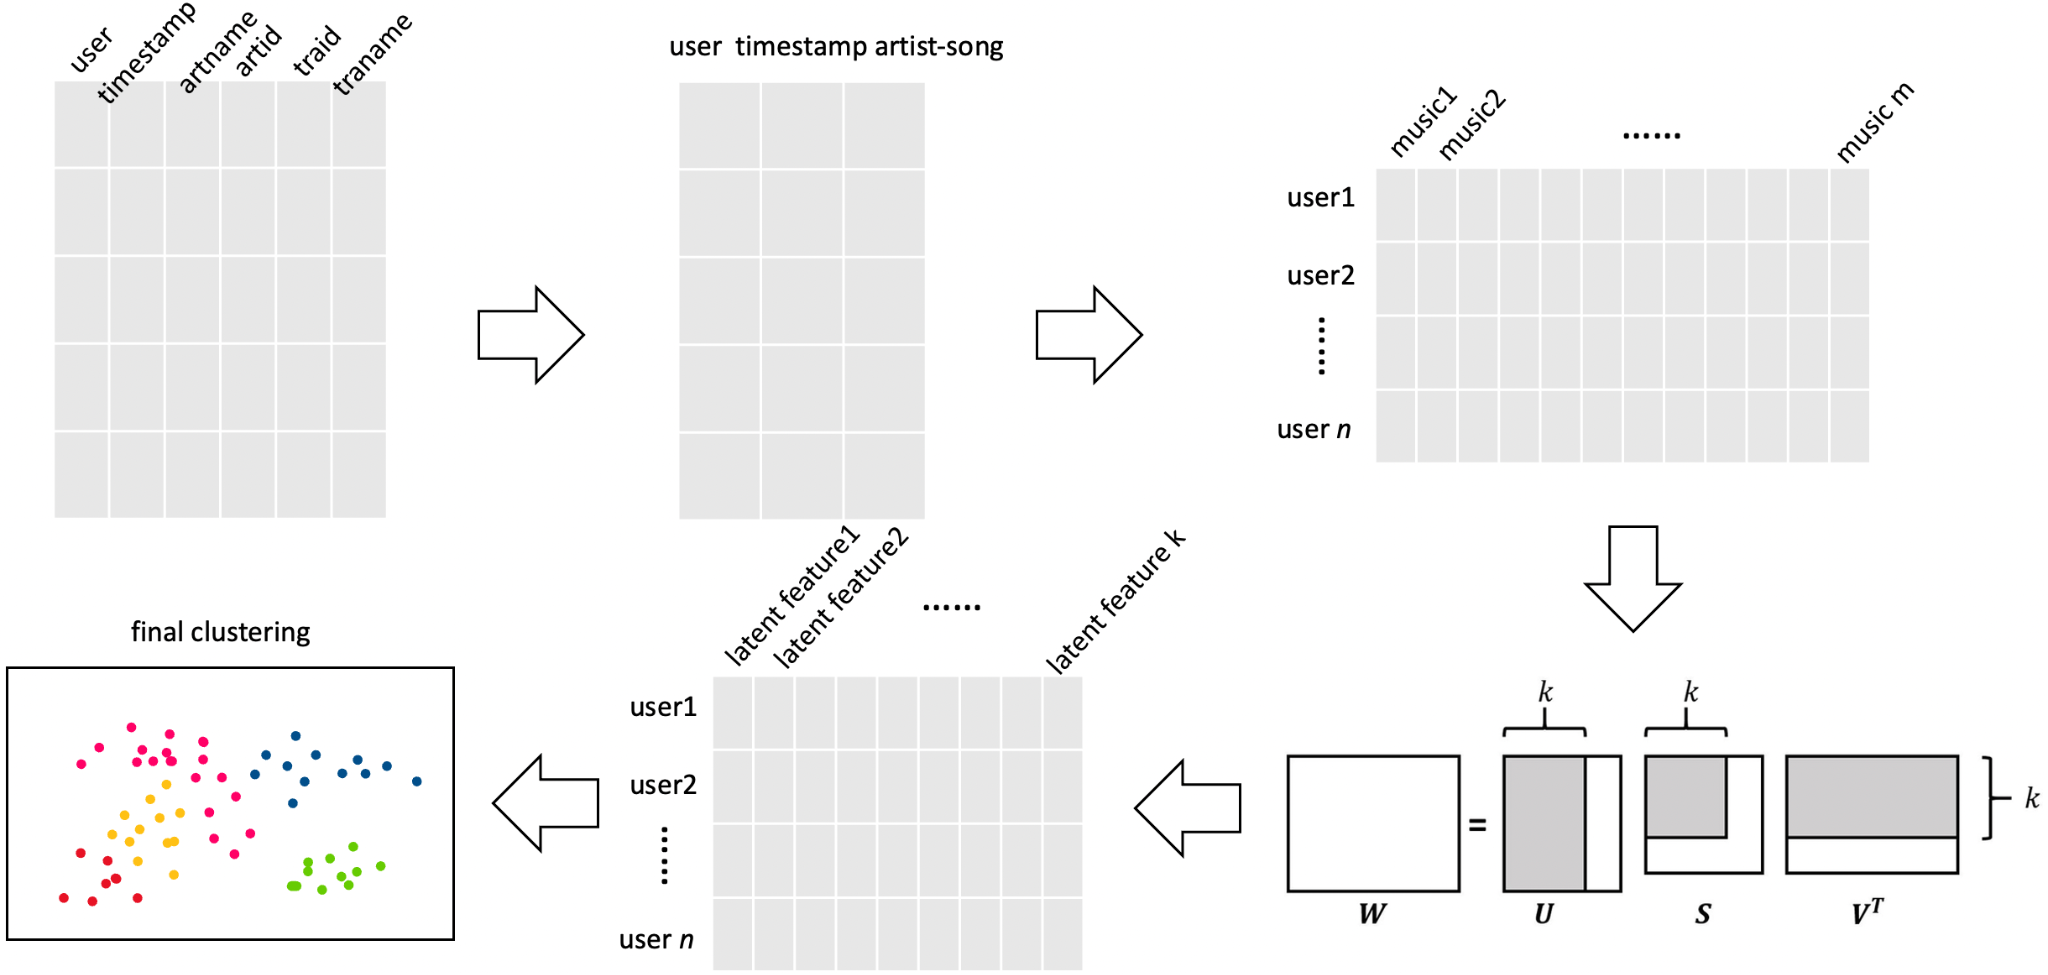 user
timestamp
artname
artid
traid
traname
user timestamp artist-song
music1
music2
......
music m
user1
user2
......
user n
k
k
k
W
=
U
S
V^T
latent feature1
latent feature2
......
latent feature k
user1
user2
......
user n
final clustering